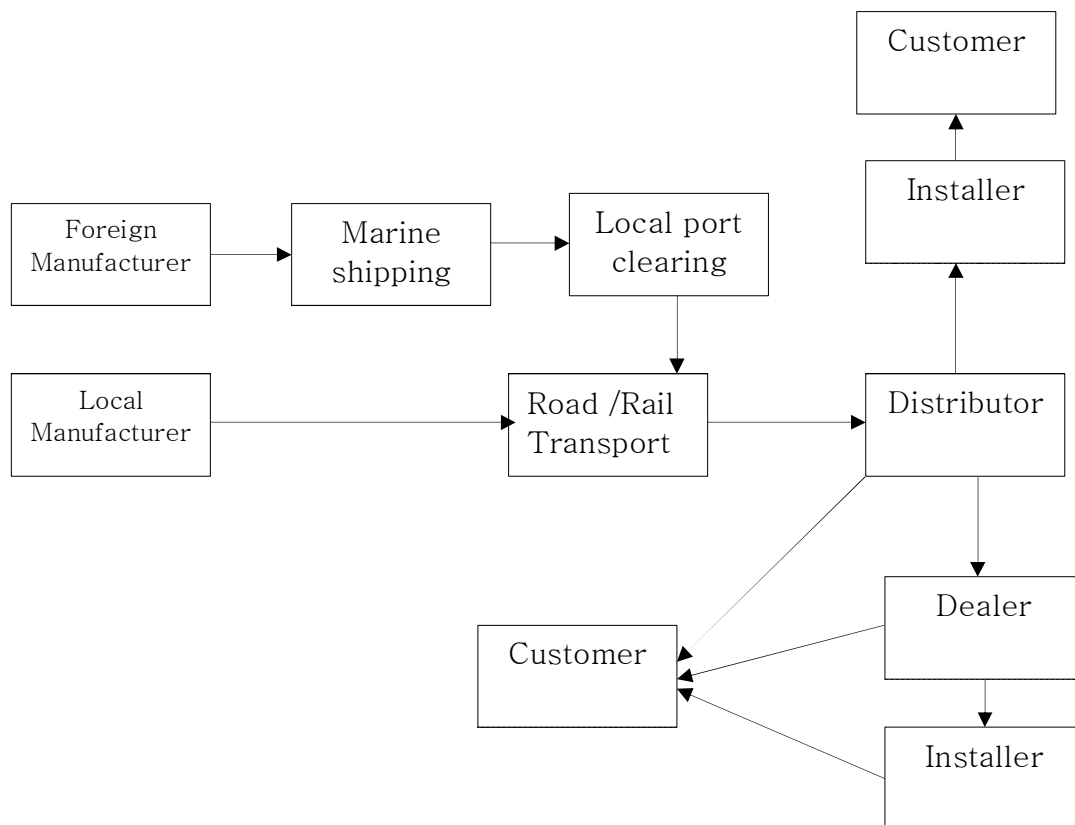 Customer
Installer
Foreign
Manufacturer
Marine
shipping
Local port
clearing
Local
Manufacturer
Road /Rail
Transport
Distributor
Customer
Dealer
Installer